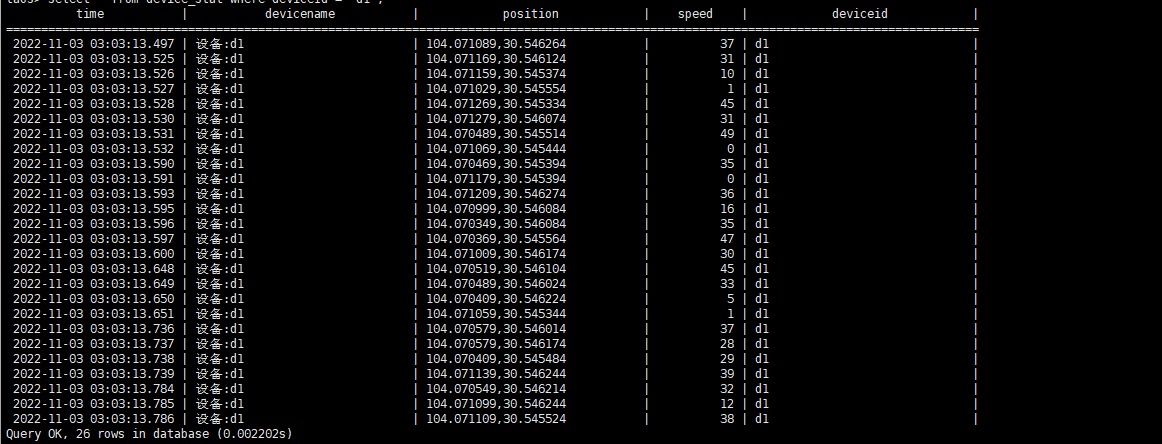 taos> select * from device_stat where deviceid = 'd1';
time | devicename | position | speed | deviceid |
================================================================================
2022-11-03 03:03:13.497 | 设备:d1 | 104.071089,30.546264 | 37 | d1 |
2022-11-03 03:03:13.525 | 设备:d1 | 104.071169,30.546124 | 31 | d1 |
2022-11-03 03:03:13.526 | 设备:d1 | 104.071159,30.545374 | 10 | d1 |
2022-11-03 03:03:13.527 | 设备:d1 | 104.071029,30.545554 | 1 | d1 |
2022-11-03 03:03:13.528 | 设备:d1 | 104.071269,30.545334 | 45 | d1 |
2022-11-03 03:03:13.530 | 设备:d1 | 104.071279,30.546074 | 31 | d1 |
2022-11-03 03:03:13.531 | 设备:d1 | 104.070489,30.545514 | 49 | d1 |
2022-11-03 03:03:13.532 | 设备:d1 | 104.071069,30.545444 | 0 | d1 |
2022-11-03 03:03:13.590 | 设备:d1 | 104.070469,30.545394 | 35 | d1 |
2022-11-03 03:03:13.591 | 设备:d1 | 104.071179,30.545394 | 0 | d1 |
2022-11-03 03:03:13.593 | 设备:d1 | 104.071209,30.546274 | 36 | d1 |
2022-11-03 03:03:13.595 | 设备:d1 | 104.070999,30.546084 | 16 | d1 |
2022-11-03 03:03:13.596 | 设备:d1 | 104.070349,30.546084 | 35 | d1 |
2022-11-03 03:03:13.597 | 设备:d1 | 104.070369,30.545564 | 47 | d1 |
2022-11-03 03:03:13.600 | 设备:d1 | 104.071009,30.546174 | 30 | d1 |
2022-11-03 03:03:13.648 | 设备:d1 | 104.070519,30.546104 | 45 | d1 |
2022-11-03 03:03:13.649 | 设备:d1 | 104.070489,30.546024 | 33 | d1 |
2022-11-03 03:03:13.650 | 设备:d1 | 104.070409,30.546224 | 5 | d1 |
2022-11-03 03:03:13.651 | 设备:d1 | 104.071059,30.545344 | 1 | d1 |
2022-11-03 03:03:13.736 | 设备:d1 | 104.070579,30.546014 | 37 | d1 |
2022-11-03 03:03:13.737 | 设备:d1 | 104.070579,30.546174 | 28 | d1 |
2022-11-03 03:03:13.738 | 设备:d1 | 104.070409,30.545484 | 29 | d1 |
2022-11-03 03:03:13.739 | 设备:d1 | 104.071139,30.546244 | 39 | d1 |
2022-11-03 03:03:13.784 | 设备:d1 | 104.070549,30.546214 | 32 | d1 |
2022-11-03 03:03:13.785 | 设备:d1 | 104.071099,30.546244 | 12 | d1 |
2022-11-03 03:03:13.786 | 设备:d1 | 104.071109,30.545524 | 38 | d1 |
Query OK, 26 rows in database (0.002202s)